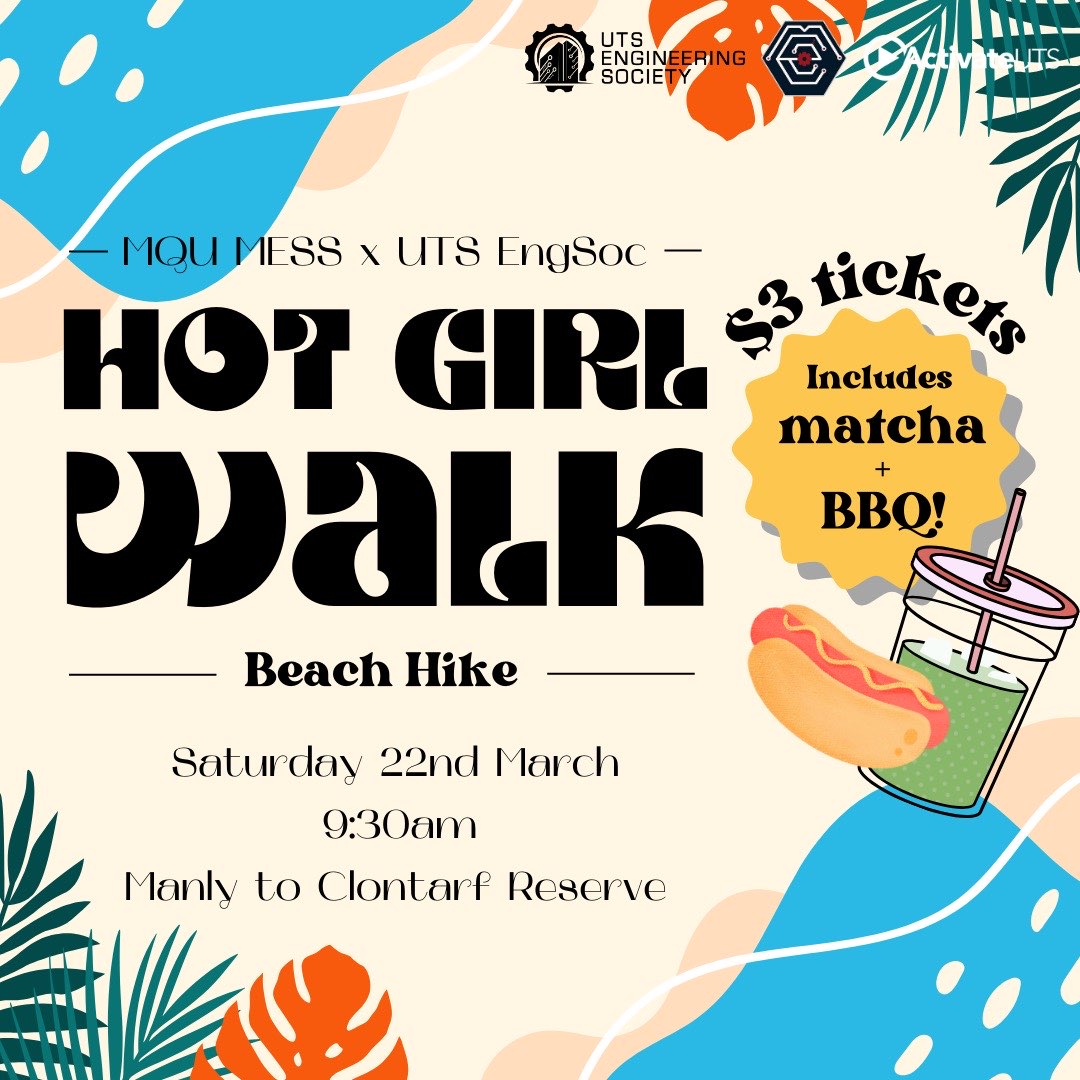 UTS
ENGINEERING
SOCIETY
ActivateUTS
— MQU MESS x UTS EngSoc —
HOT GIRL
WALK
Beach Hike
$3 tickets
Includes
matcha
+
BBQ!
Saturday 22nd March
9:30am
Manly to Clontarf Reserve